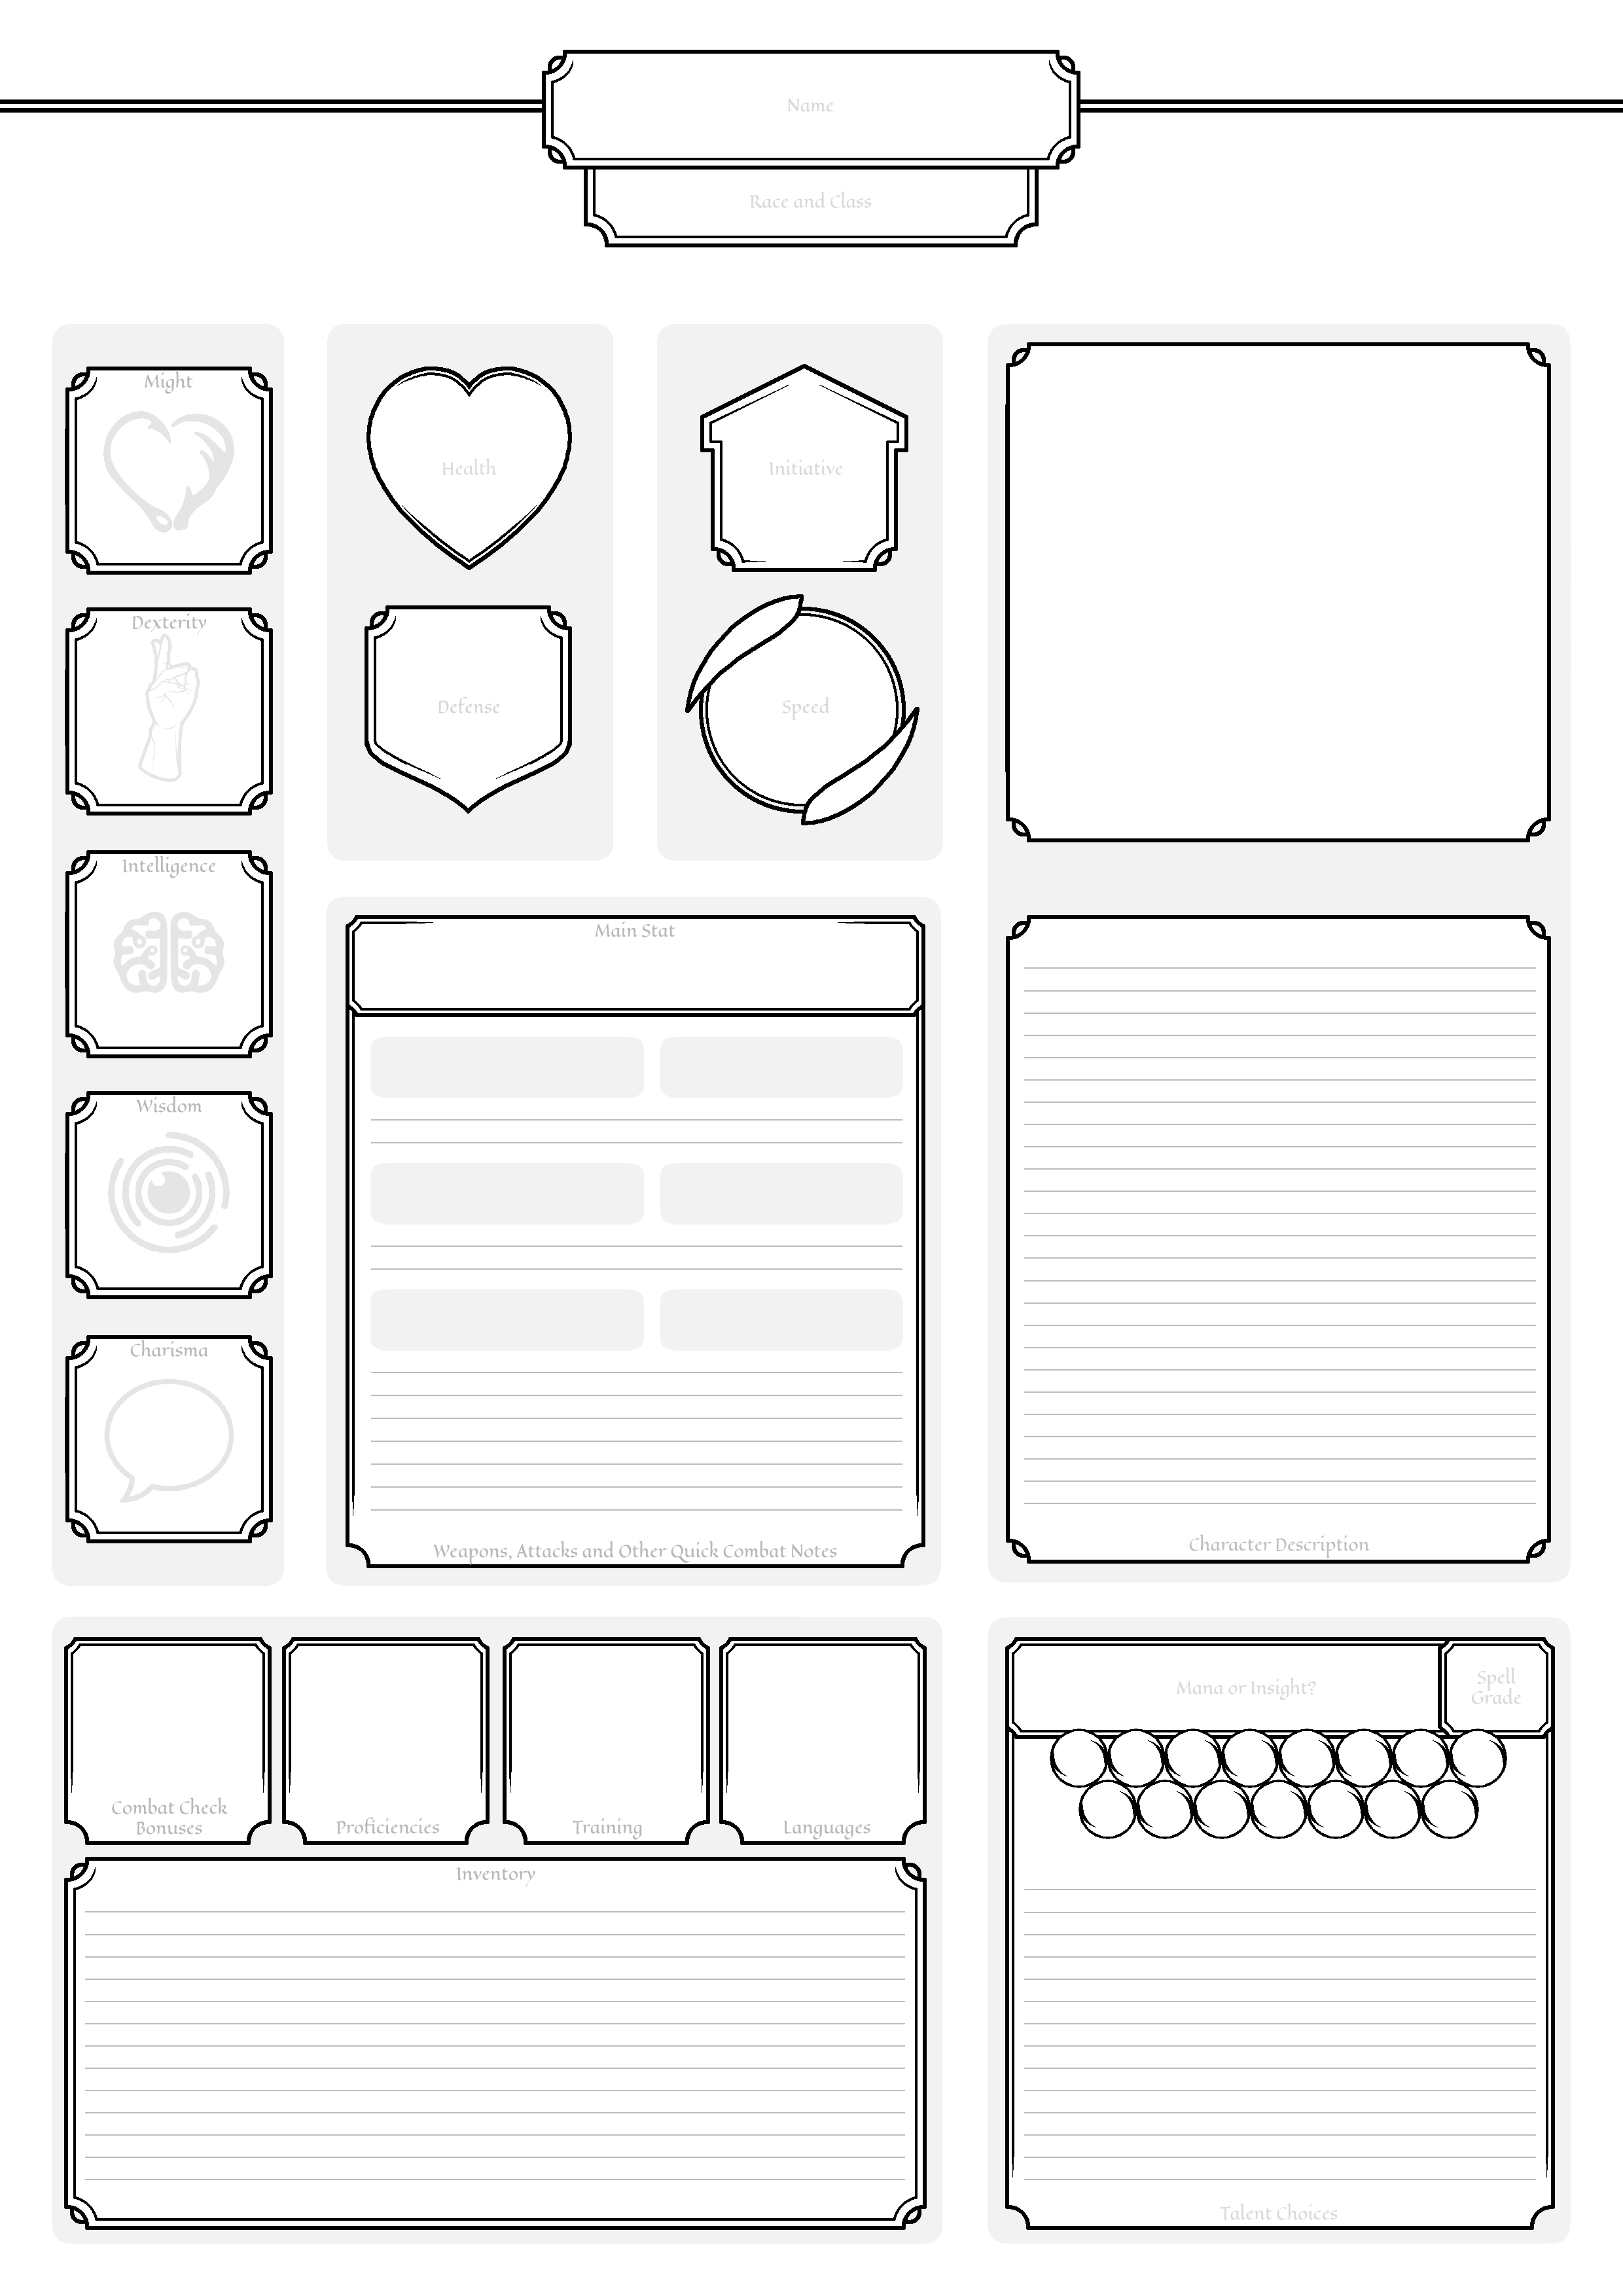 Name
Race and Class
Might
Health
Initiative
Dexterity
Defense
Speed
Intelligence
Main Stat
Wisdom
Charisma
Weapons, Attacks and Other Quick Combat Notes
Character Description
Combat Check
Bonuses
Proficiencies
Training
Languages
Inventory
Mana or Insight?
Spell
Grade
Talent Choices